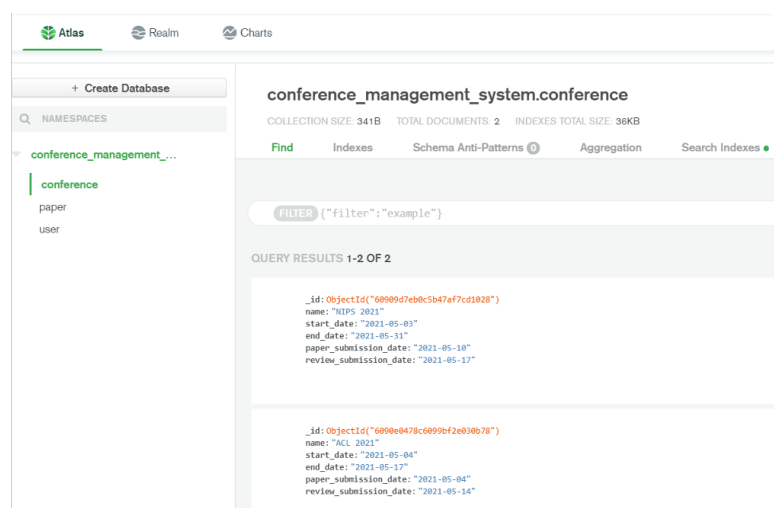 Atlas Realm Charts
+ Create Database
NAMESPACES
conference_management_...
conference
paper
user
conference_management_system.conference
COLLECTION SIZE: 341B TOTAL DOCUMENTS: 2 INDEXES TOTAL SIZE: 36KB
Find Indexes Schema Anti-Patterns 0 Aggregation Search Indexes
FILTER {"filter":"example"}
QUERY RESULTS 1-2 OF 2
_id: ObjectId("60909d7eb0c5b47af7cd1028")
name: "NIPS 2021"
start_date: "2021-05-03"
end_date: "2021-05-31"
paper_submission_date: "2021-05-10"
review_submission_date: "2021-05-17"
_id: ObjectId("6090e0478c6099bf2e030b78")
name: "ACL 2021"
start_date: "2021-05-04"
end_date: "2021-05-17"
paper_submission_date: "2021-05-04"
review_submission_date: "2021-05-14"